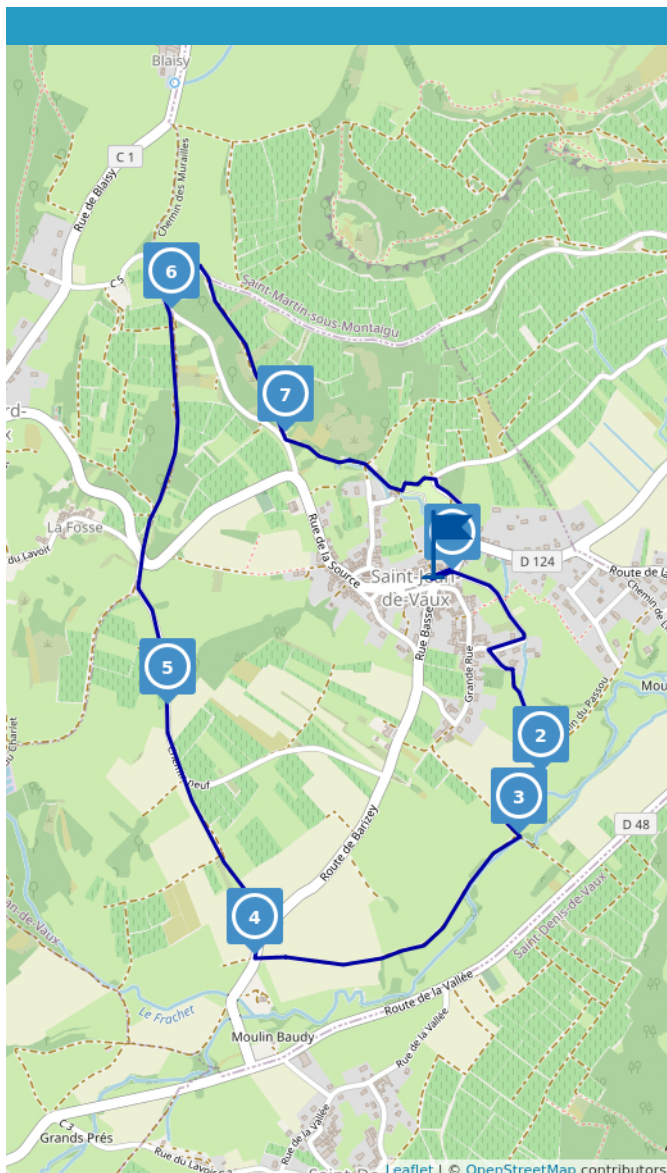 Blaisy
C 1
Rue de Blaisy
Chemin des Murailles
C 5
6
Saint-Martin-sous-Montaigu
7
La Fosse
du Lavoir
Rue de la Source
D 124
Route de la
Saint-Jean-
de-Vaux
Rue Basse
Grande Rue
5
2
3
Chemin neuf
D 48
Route de Barizey
4
Saint-Denis-de-Vaux
Le Frachet
Route de la Vallée
Moulin Baudy
Rue de la Vallée
C 3
Grands Prés
Rue du Lavoir
Rue de la Vallée
Leaflet | © OpenStreetMap contributors